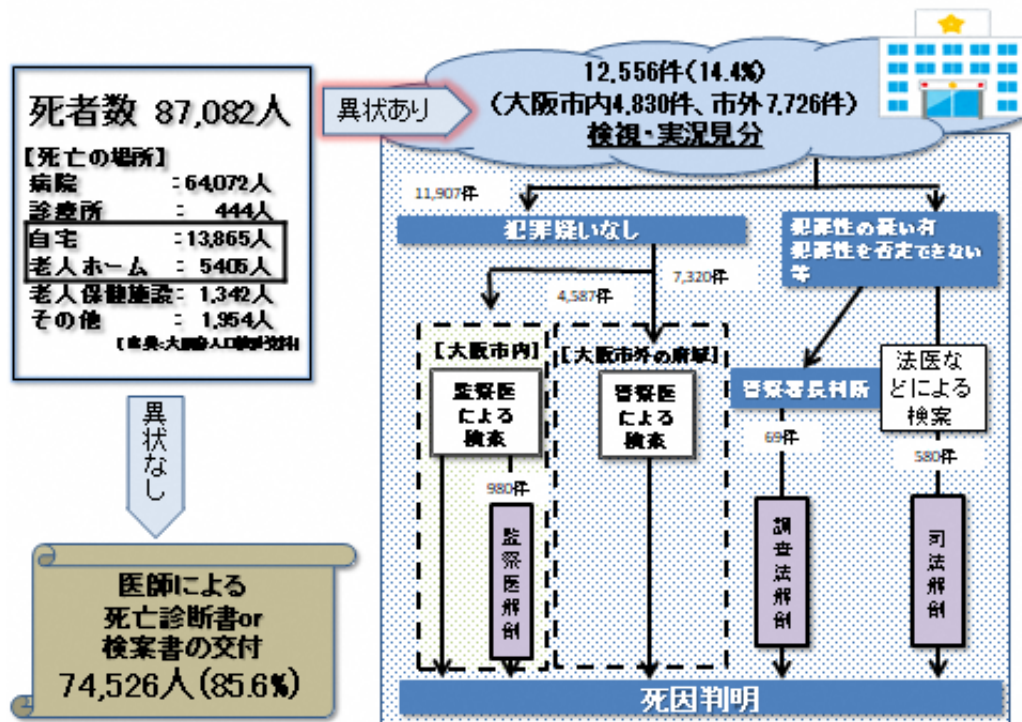 死者数 87,082人
【死亡の場所】
病院 :64,072人
診療所 : 444人
自宅 :13,865人
老人ホーム : 5405人
老人保健施設: 1,342人
その他 : 1,954人
異状あり
12,556件(14.4%)
(大阪市内4,830件、市外7,726件)
検視・実況見分
11,907件
犯罪疑いなし
犯罪性の疑い有
犯罪性を否定できない
等
7,320件
4,587件
【大阪市内】
監察医
による
検案
【大阪市外の府域】
警察医
による
検案
警察署長判断
法医な
どによる
検案
69件
580件
980件
監察医解剖
調査法解剖
司法解剖
死因判明
異状なし
医師による
死亡診断書or
検案書の交付
74,526人(85.6%)